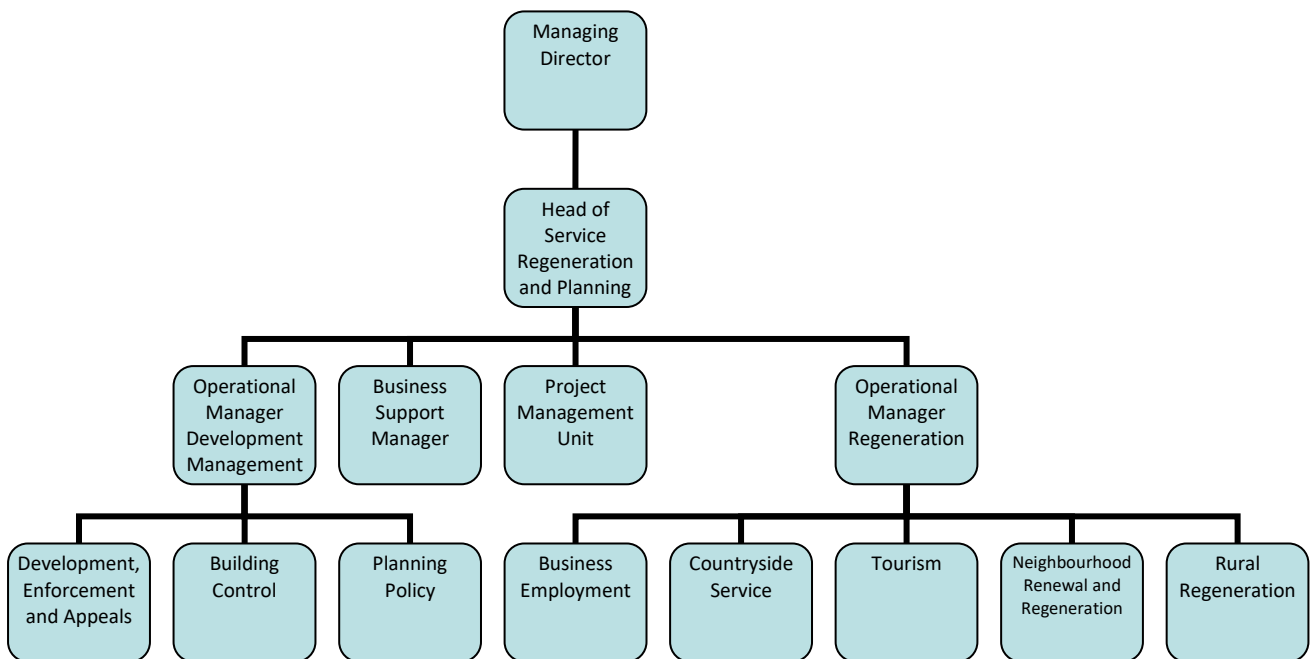 Managing
Director
Head of
Service
Regeneration
and Planning
Operational
Manager
Development
Management
Business
Support
Manager
Project
Management
Unit
Operational
Manager
Regeneration
Development,
Enforcement
and Appeals
Building
Control
Planning
Policy
Business
Employment
Countryside
Service
Tourism
Neighbourhood
Renewal and
Regeneration
Rural
Regeneration